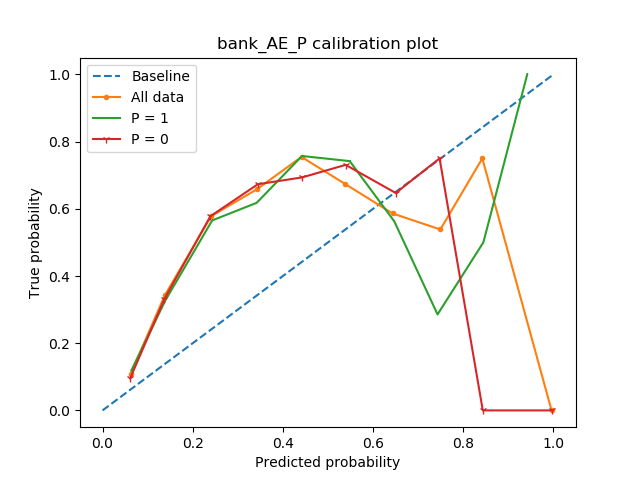 bank_AE_P calibration plot
Baseline
All data
P = 1
P = 0
True probability
1.0
0.8
0.6
0.4
0.2
0.0
0.0 0.2 0.4 0.6 0.8 1.0
Predicted probability